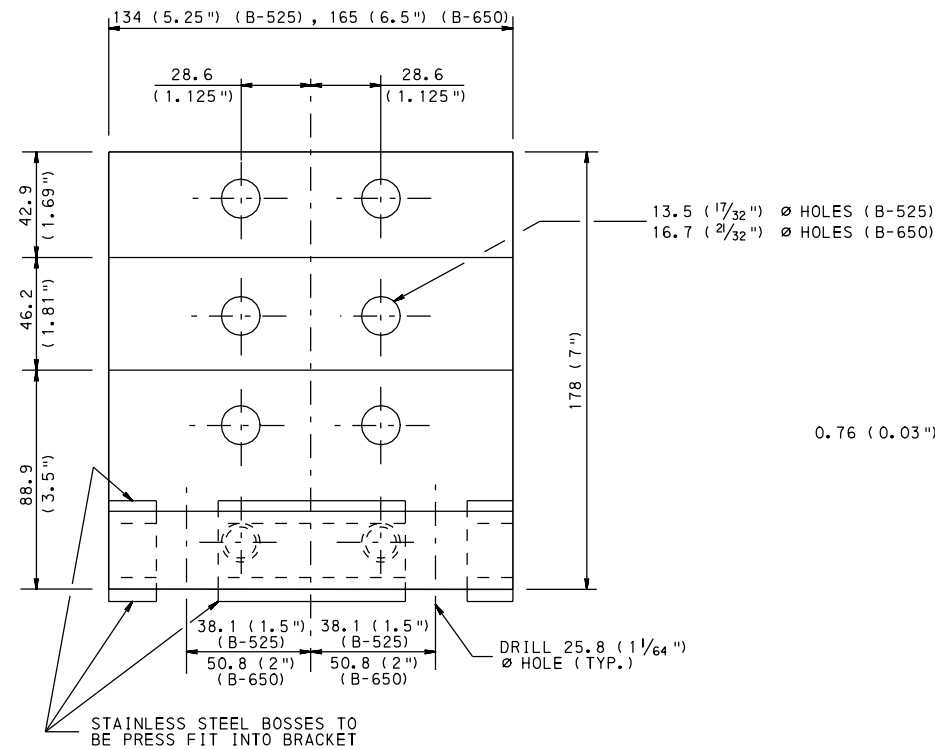 134 (5.25") (B-525) , 165 (6.5") (B-650)
28.6
(1.125")
28.6
(1.125")
42.9
(1.69")
46.2
(1.81")
88.9
(3.5")
178 (7")
13.5 (17/32") Ø HOLES (B-525)
16.7 (21/32") Ø HOLES (B-650)
0.76 (0.03")
38.1 (1.5")
(B-525)
50.8 (2")
(B-650)
38.1 (1.5")
(B-525)
50.8 (2")
(B-650)
DRILL 25.8 (1 1/64")
Ø HOLE (TYP.)
STAINLESS STEEL BOSSES TO
BE PRESS FIT INTO BRACKET